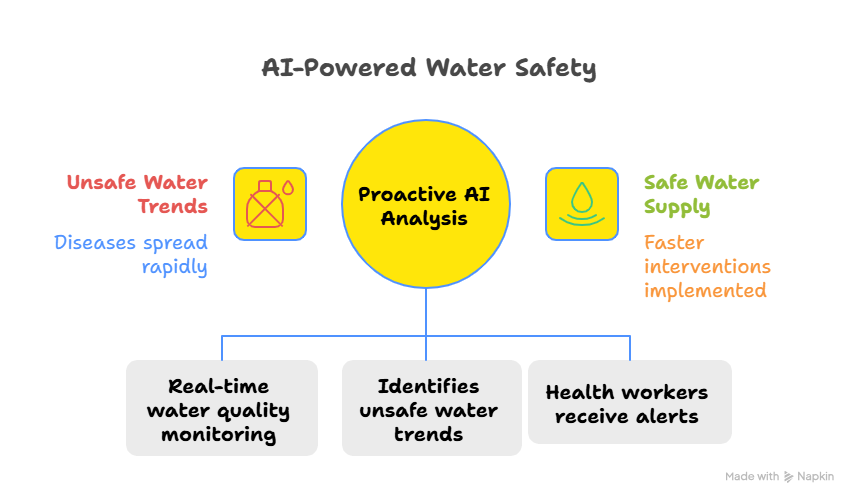 AI-Powered Water Safety
Unsafe Water
Trends
Diseases spread
rapidly
Proactive AI
Analysis
Safe Water
Supply
Faster
interventions
implemented
Real-time
water quality
monitoring
Identifies
unsafe water
trends
Health workers
receive alerts
Made with Napkin